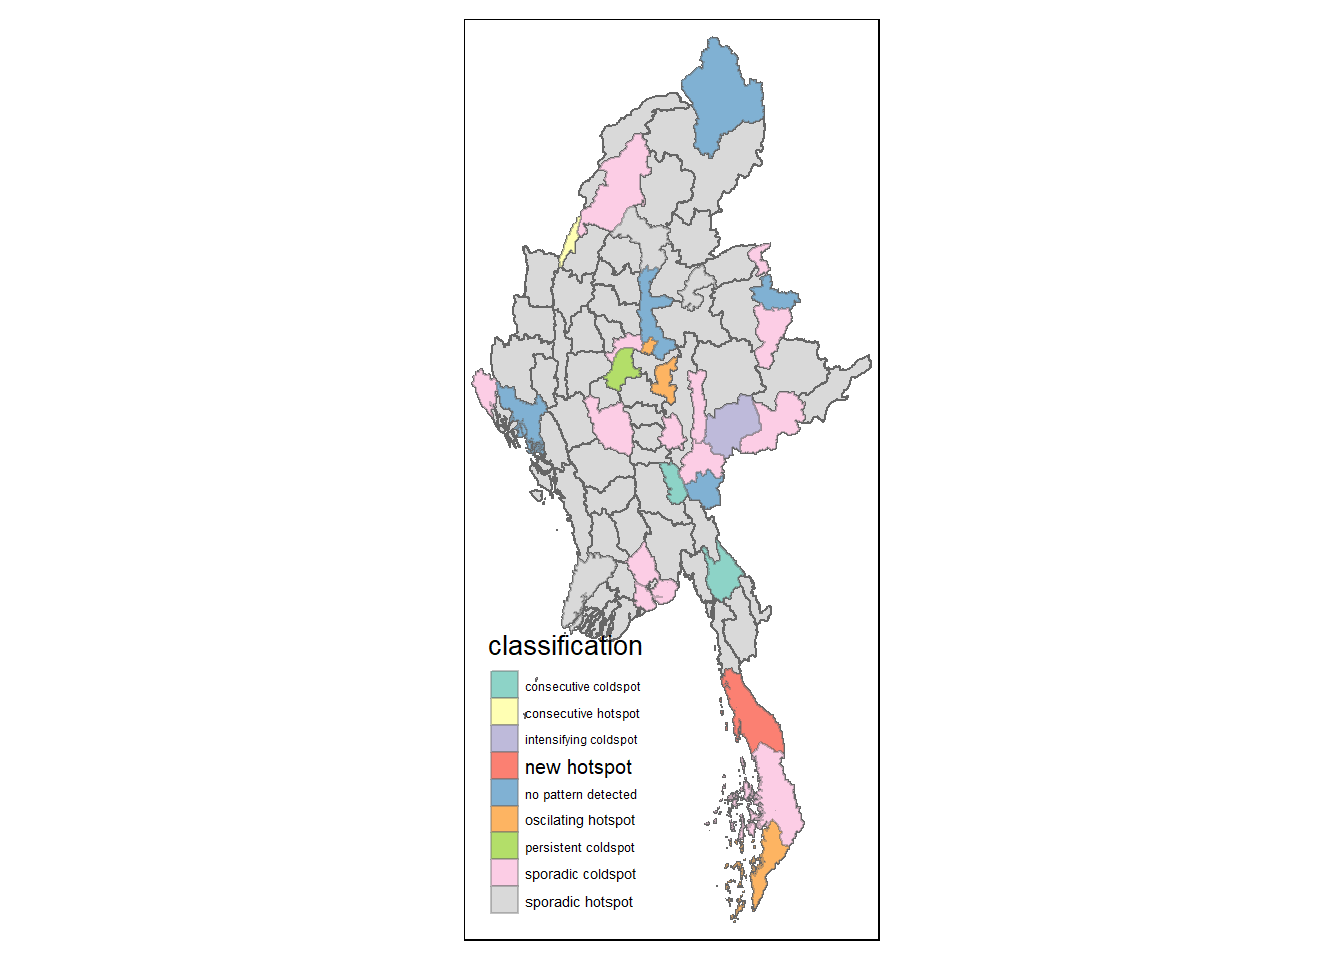 classification
consecutive coldspot
consecutive hotspot
intensifying coldspot
new hotspot
no pattern detected
oscilating hotspot
persistent coldspot
sporadic coldspot
sporadic hotspot